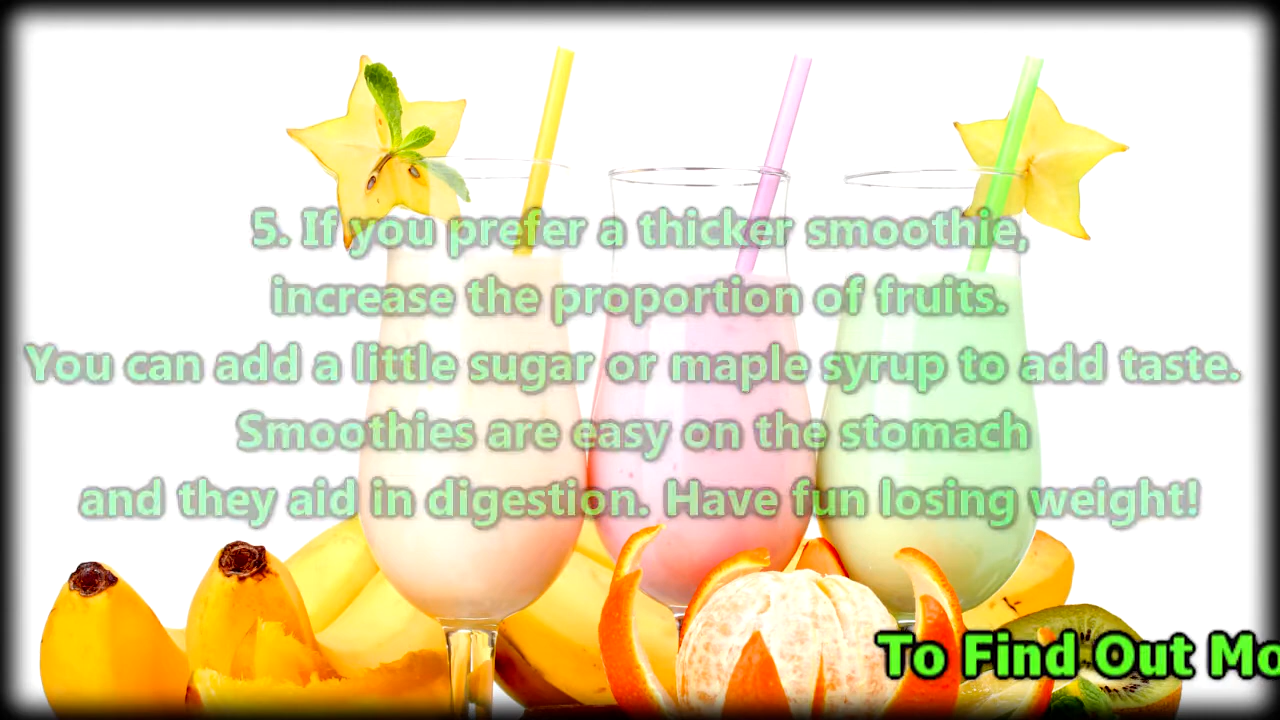 5. If you prefer a thicker smoothie,
increase the proportion of fruits.
You can add a little sugar or maple syrup to add taste.
Smoothies are easy on the stomach
and they aid in digestion. Have fun losing weight!
To Find Out Mo